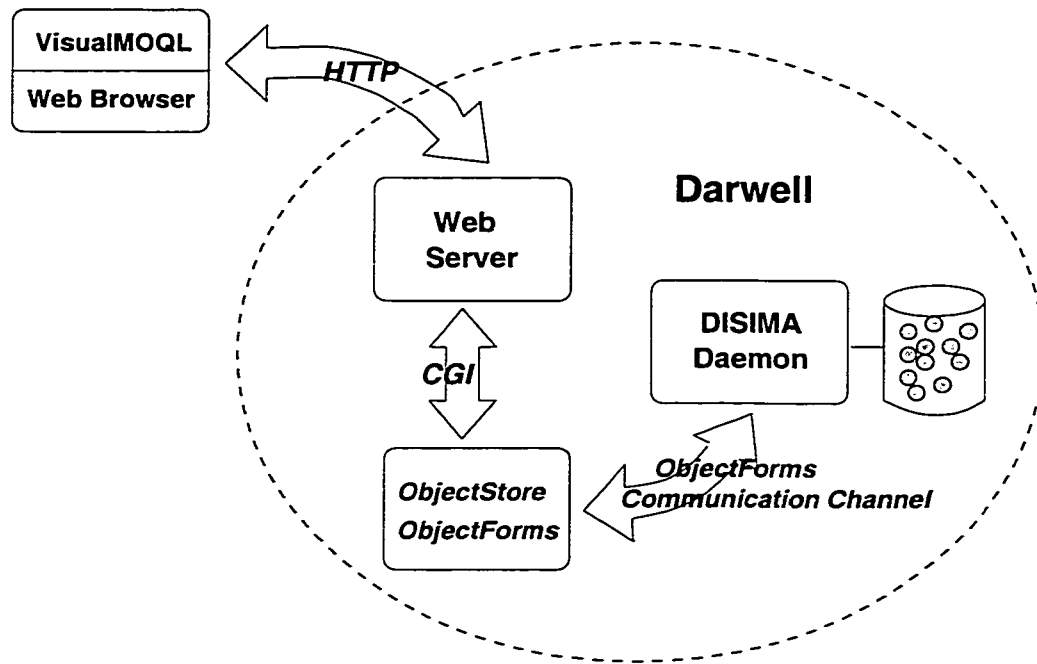 VisualMOQL
Web Browser
HTTP
Darwell
Web
Server
DISIMA
Daemon
CGI
ObjectStore
ObjectForms
ObjectForms
Communication Channel